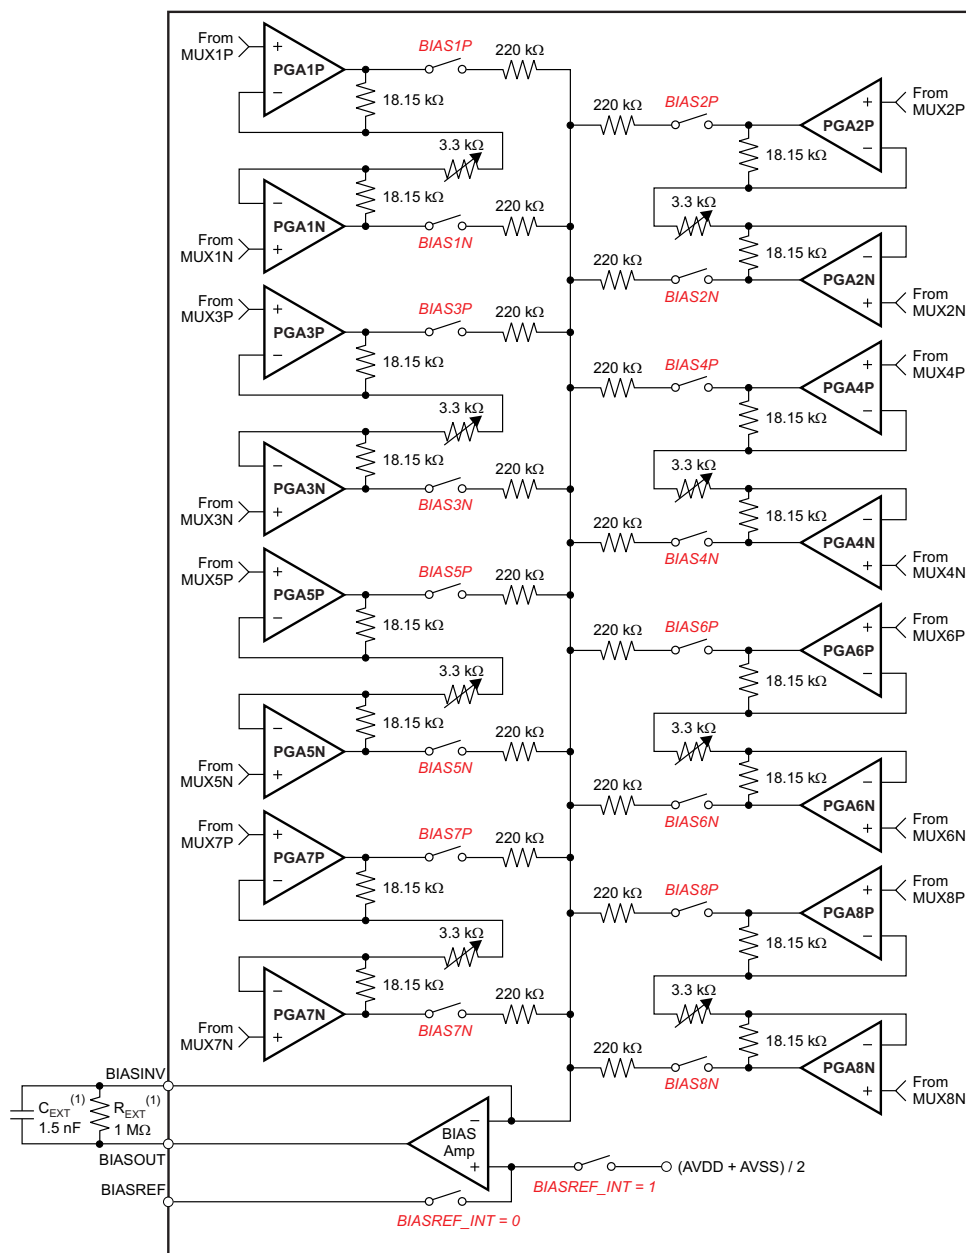 From
MUX1P
+
PGA1P
−
BIAS1P
220 kΩ
18.15 kΩ
3.3 kΩ
−
PGA1N
+
18.15 kΩ
From
MUX1N
BIAS1N
220 kΩ
220 kΩ
BIAS2P
+
PGA2P
−
From
MUX2P
18.15 kΩ
3.3 kΩ
18.15 kΩ
220 kΩ
BIAS2N
−
PGA2N
+
From
MUX2N
From
MUX3P
+
PGA3P
−
BIAS3P
220 kΩ
18.15 kΩ
3.3 kΩ
−
PGA3N
+
18.15 kΩ
From
MUX3N
BIAS3N
220 kΩ
220 kΩ
BIAS4P
+
PGA4P
−
From
MUX4P
18.15 kΩ
3.3 kΩ
18.15 kΩ
220 kΩ
BIAS4N
−
PGA4N
+
From
MUX4N
From
MUX5P
+
PGA5P
−
BIAS5P
220 kΩ
18.15 kΩ
3.3 kΩ
−
PGA5N
+
18.15 kΩ
From
MUX5N
BIAS5N
220 kΩ
220 kΩ
BIAS6P
+
PGA6P
−
From
MUX6P
18.15 kΩ
3.3 kΩ
18.15 kΩ
220 kΩ
BIAS6N
−
PGA6N
+
From
MUX6N
From
MUX7P
+
PGA7P
−
BIAS7P
220 kΩ
18.15 kΩ
3.3 kΩ
−
PGA7N
+
18.15 kΩ
From
MUX7N
BIAS7N
220 kΩ
220 kΩ
BIAS8P
+
PGA8P
−
From
MUX8P
18.15 kΩ
3.3 kΩ
18.15 kΩ
220 kΩ
BIAS8N
−
PGA8N
+
From
MUX8N
BIASINV
C_EXT (1)
1.5 nF
R_EXT (1)
1 MΩ
BIASOUT
−
BIAS
Amp
+
BIASREF
(AVDD + AVSS) / 2
BIASREF_INT = 1
BIASREF_INT = 0